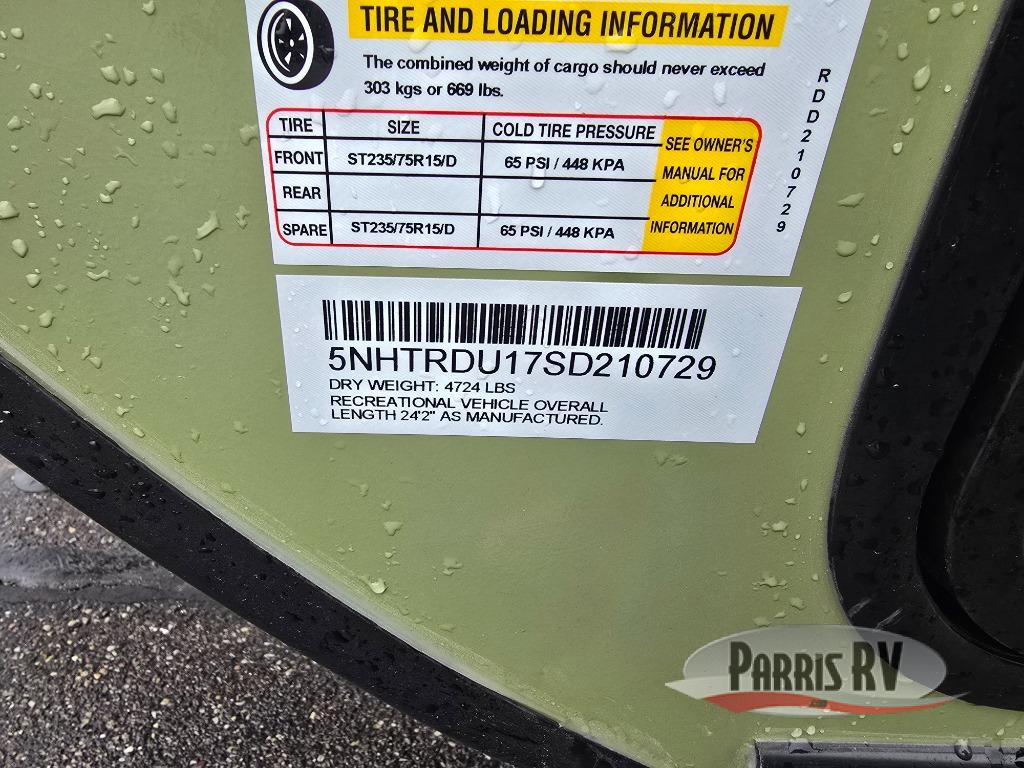 TIRE AND LOADING INFORMATION
The combined weight of cargo should never exceed
303 kgs or 669 lbs.
TIRE SIZE COLD TIRE PRESSURE
FRONT ST235/75R15/D 65 PSI / 448 KPA
REAR
SPARE ST235/75R15/D 65 PSI / 448 KPA
SEE OWNER'S
MANUAL FOR
ADDITIONAL
INFORMATION
RDD210729
5NHTRDU17SD210729
DRY WEIGHT: 4724 LBS
RECREATIONAL VEHICLE OVERALL
LENGTH 24'2" AS MANUFACTURED.
PARRIS RV